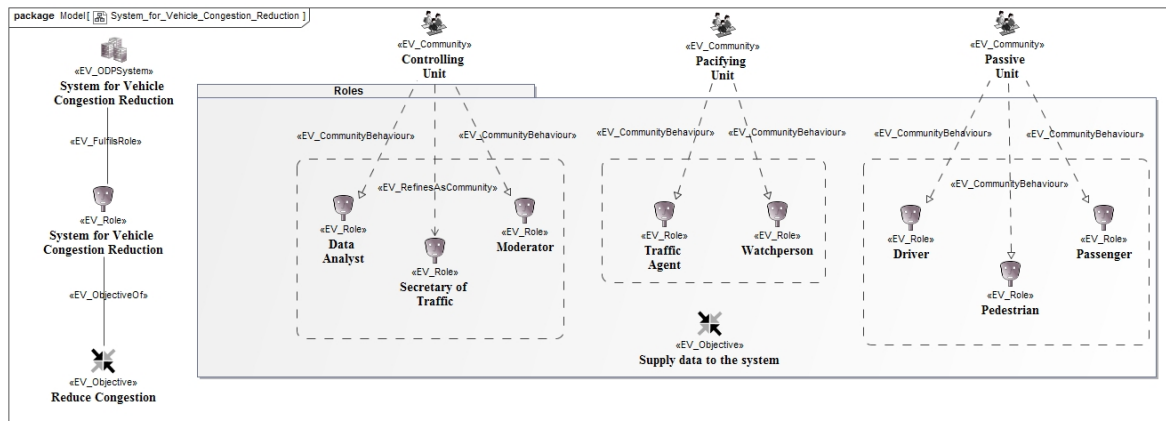 package Model[ System_for_Vehicle_Congestion_Reduction ]
«EV_ODPSystem»
System for Vehicle
Congestion Reduction
«EV_FulfilsRole»
«EV_Role»
System for Vehicle
Congestion Reduction
«EV_ObjectiveOf»
«EV_Objective»
Reduce Congestion
Roles
«EV_Community»
Controlling
Unit
«EV_CommunityBehaviour»
«EV_CommunityBehaviour»
«EV_RefinesAsCommunity»
«EV_Role»
Data
Analyst
«EV_Role»
Secretary of
Traffic
«EV_Role»
Moderator
«EV_Community»
Pacifying
Unit
«EV_CommunityBehaviour»
«EV_CommunityBehaviour»
«EV_Role»
Traffic
Agent
«EV_Role»
Watchperson
«EV_Objective»
Supply data to the system
«EV_Community»
Passive
Unit
«EV_CommunityBehaviour»
«EV_CommunityBehaviour»
«EV_CommunityBehaviour»
«EV_Role»
Driver
«EV_Role»
Pedestrian
«EV_Role»
Passenger